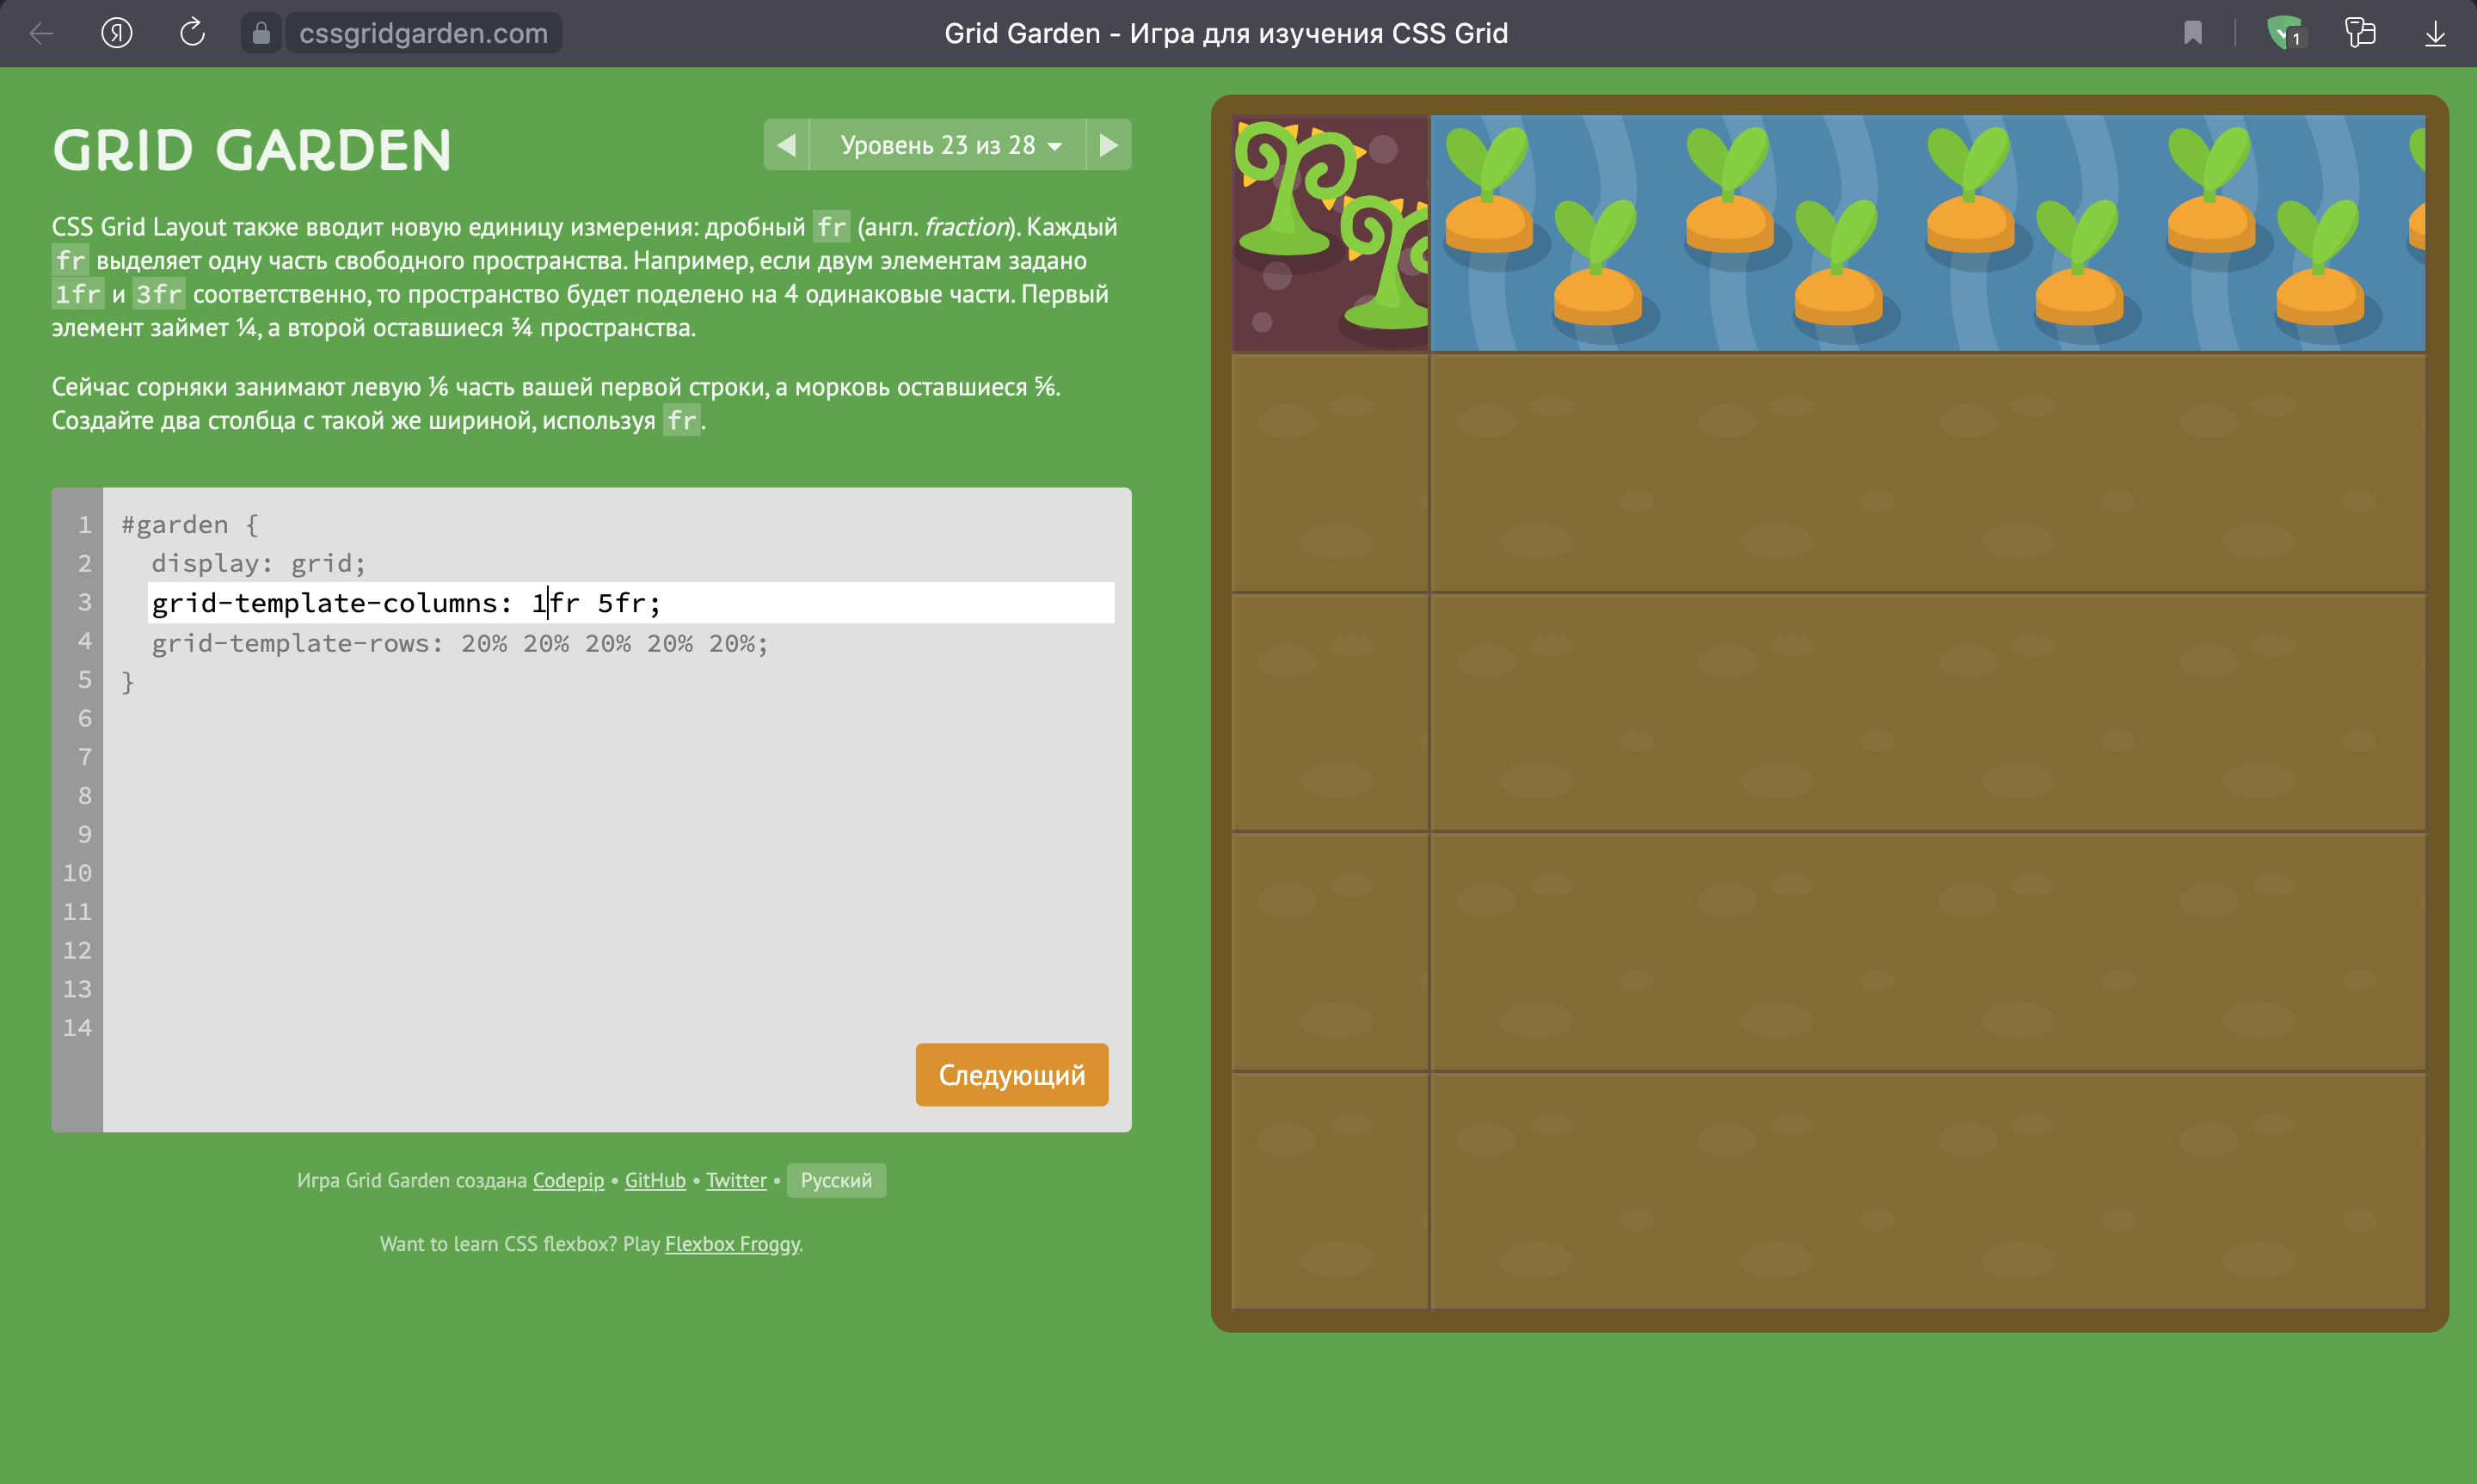 cssgridgarden.com
Grid Garden - Игра для изучения CSS Grid
1
GRID GARDEN
Уровень 23 из 28
CSS Grid Layout также вводит новую единицу измерения: дробный fr (англ. fraction). Каждый
fr выделяет одну часть свободного пространства. Например, если двум элементам задано
1fr и 3fr соответственно, то пространство будет поделено на 4 одинаковые части. Первый
элемент займет ¼, а второй оставшиеся ¾ пространства.
Сейчас сорняки занимают левую ⅙ часть вашей первой строки, а морковь оставшиеся ⅚.
Создайте два столбца с такой же шириной, используя fr.
1 #garden {
2 display: grid;
3 grid-template-columns: 1fr 5fr;
4 grid-template-rows: 20% 20% 20% 20% 20%;
5 }
6
7
8
9
10
11
12
13
14
Следующий
Игра Grid Garden создана Codepip • GitHub • Twitter • Русский
Want to learn CSS flexbox? Play Flexbox Froggy.